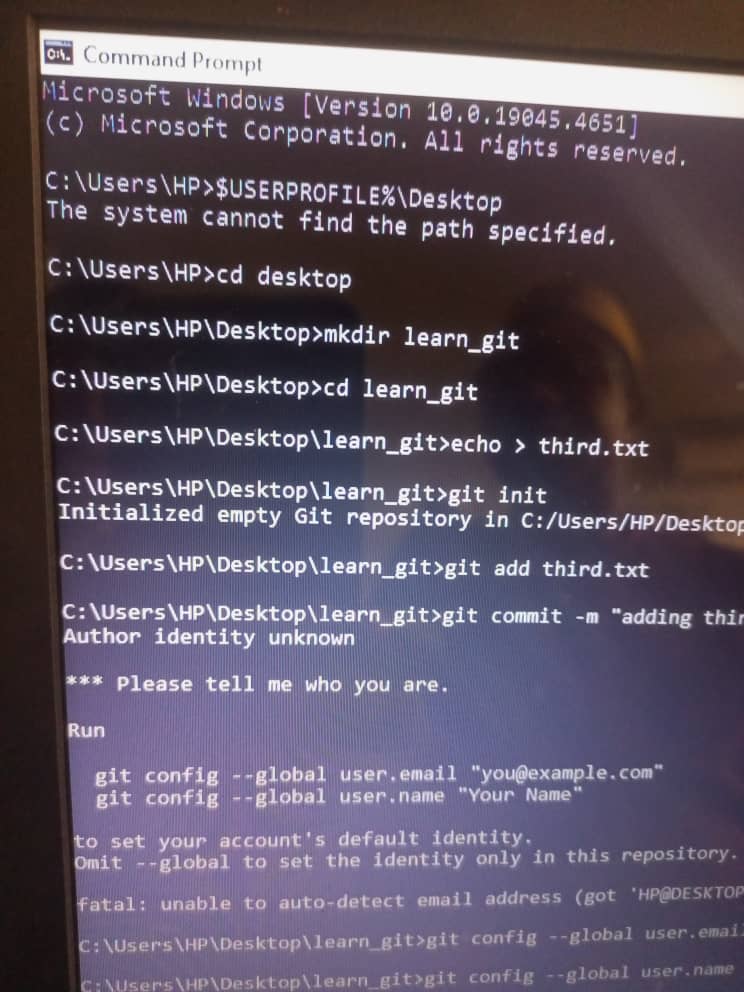 Command Prompt
Microsoft Windows [Version 10.0.19045.4651]
(c) Microsoft Corporation. All rights reserved.
C:\Users\HP>$USERPROFILE%\Desktop
The system cannot find the path specified.
C:\Users\HP>cd desktop
C:\Users\HP\Desktop>mkdir learn_git
C:\Users\HP\Desktop>cd learn_git
C:\Users\HP\Desktop\learn_git>echo > third.txt
C:\Users\HP\Desktop\learn_git>git init
Initialized empty Git repository in C:/Users/HP/Desktop
C:\Users\HP\Desktop\learn_git>git add third.txt
C:\Users\HP\Desktop\learn_git>git commit -m "adding thir
Author identity unknown
*** Please tell me who you are.
Run
git config --global user.email "you@example.com"
git config --global user.name "Your Name"
to set your account's default identity.
Omit --global to set the identity only in this repository.
fatal: unable to auto-detect email address (got 'HP@DESKTOP
C:\Users\HP\Desktop\learn_git>git config --global user.email
C:\Users\HP\Desktop\learn_git>git config --global user.name